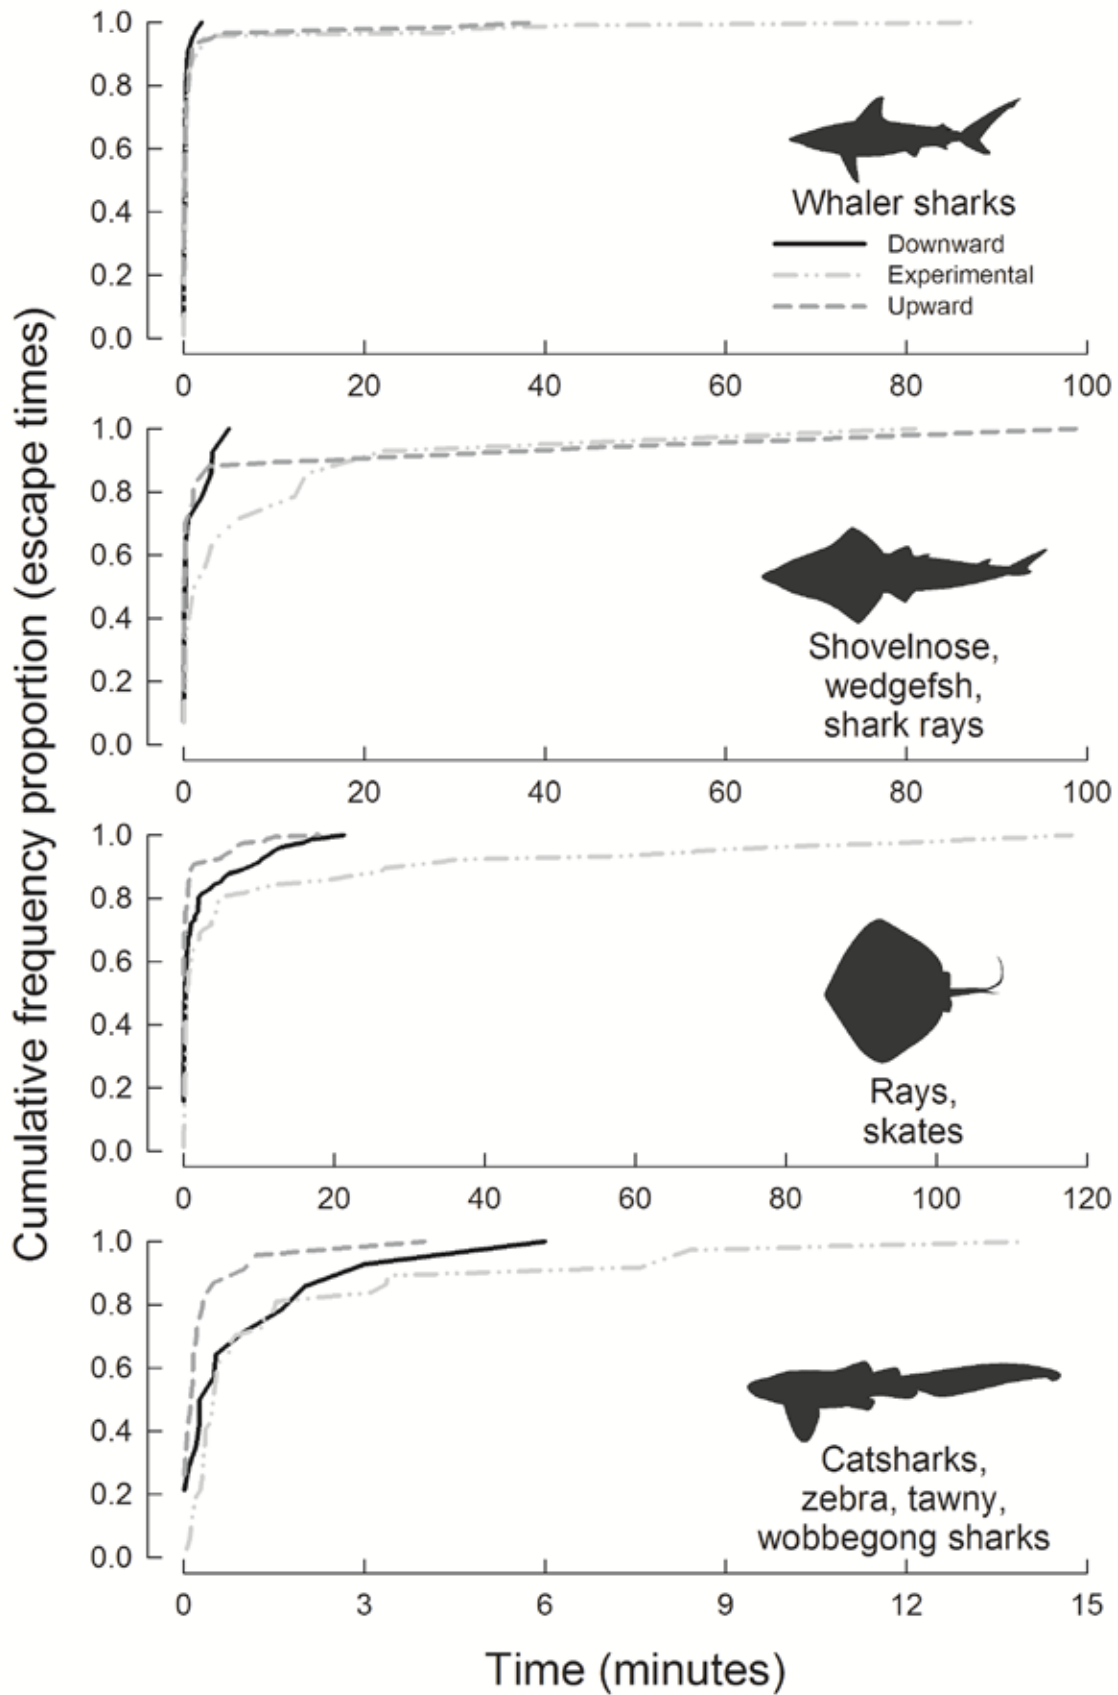 Cumulative frequency proportion (escape times)
1.0
0.8
0.6
0.4
0.2
0.0
Whaler sharks
Downward
Experimental
Upward
0 20 40 60 80 100
1.0
0.8
0.6
0.4
0.2
0.0
Shovelnose,
wedgefsh,
shark rays
0 20 40 60 80 100
1.0
0.8
0.6
0.4
0.2
0.0
Rays,
skates
0 20 40 60 80 100 120
1.0
0.8
0.6
0.4
0.2
0.0
Catsharks,
zebra, tawny,
wobbegong sharks
0 3 6 9 12 15
Time (minutes)